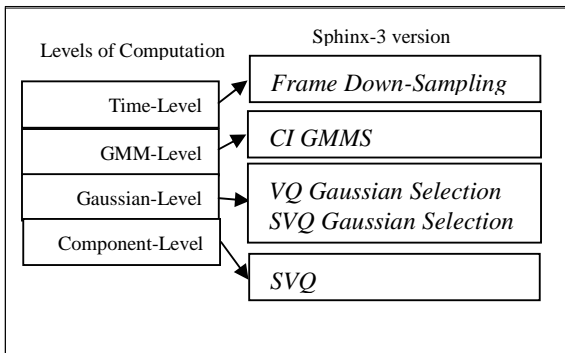 Levels of Computation
Sphinx-3 version
Time-Level
Frame Down-Sampling
GMM-Level
CI GMMS
Gaussian-Level
VQ Gaussian Selection
SVQ Gaussian Selection
Component-Level
SVQ